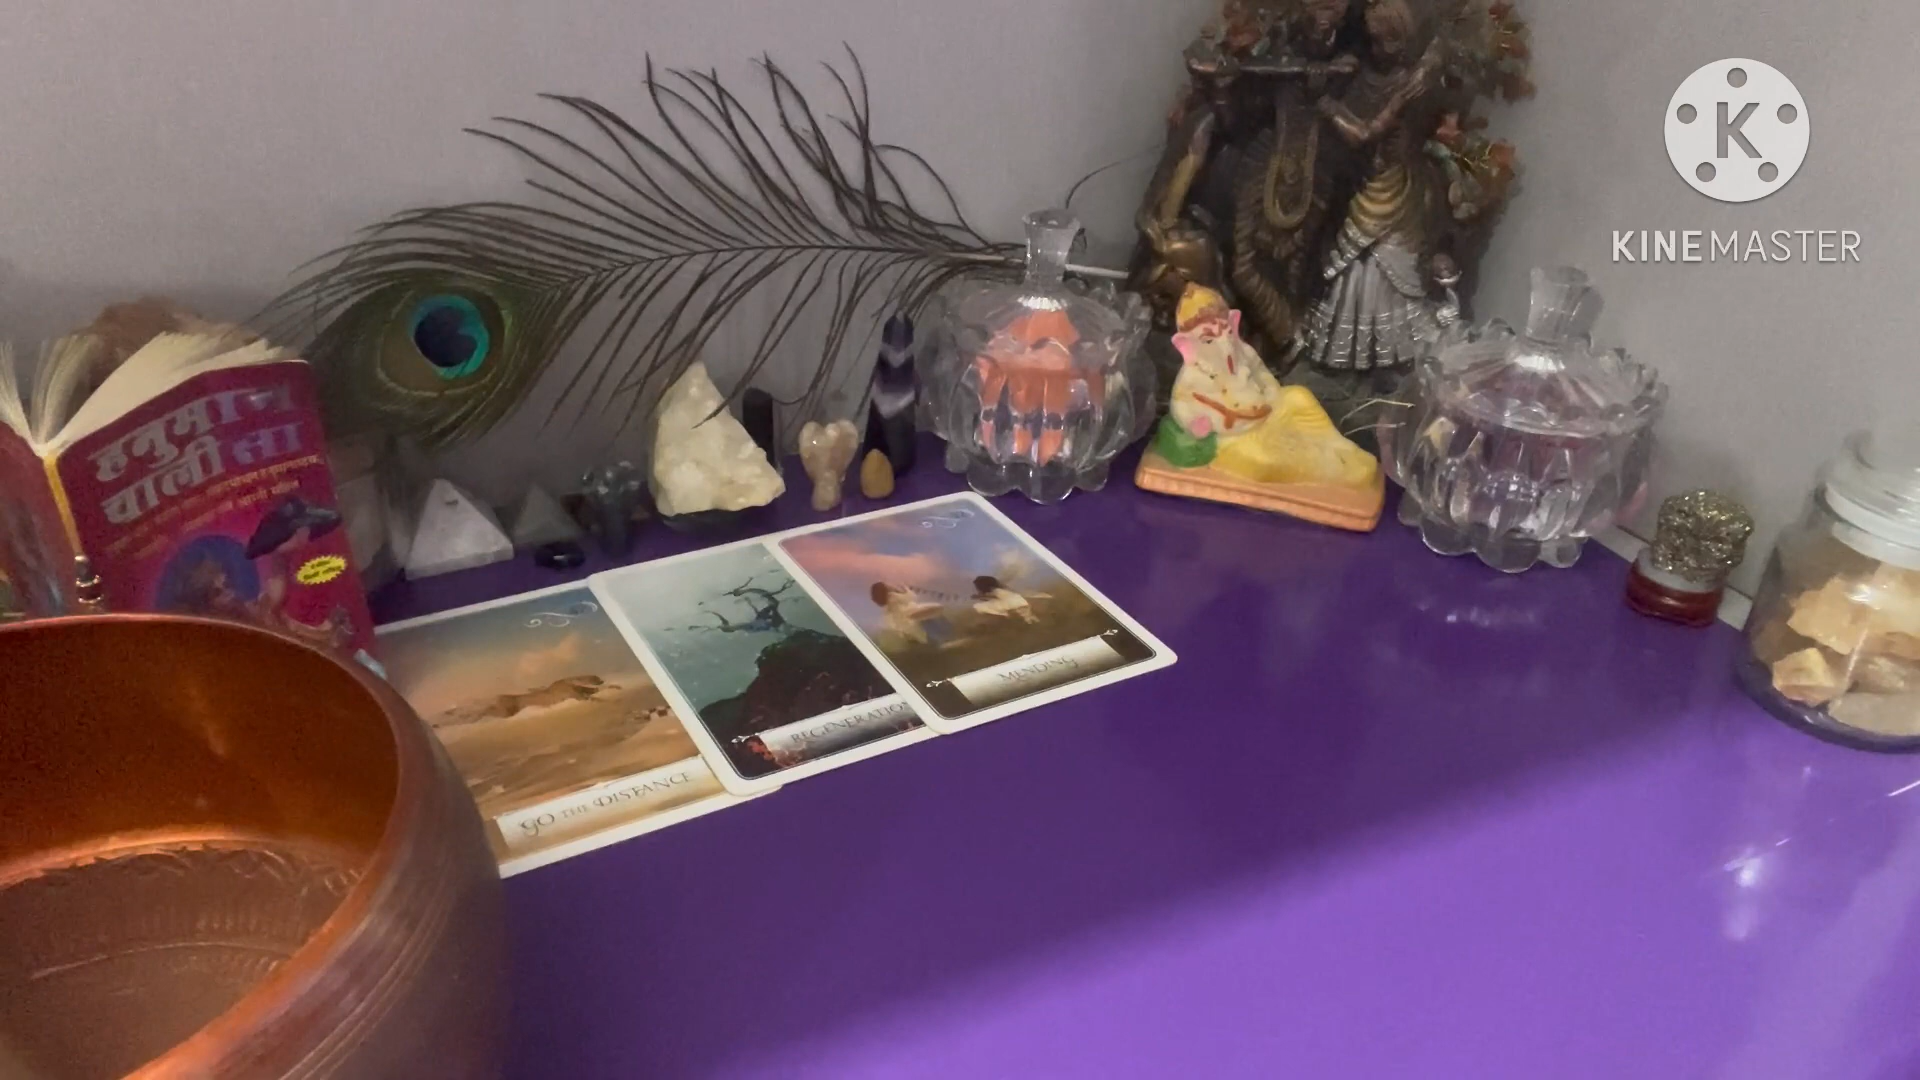 K
KINEMASTER
हनुमान
चालीसा
GO THE DISTANCE
REGENERATION
MENDING